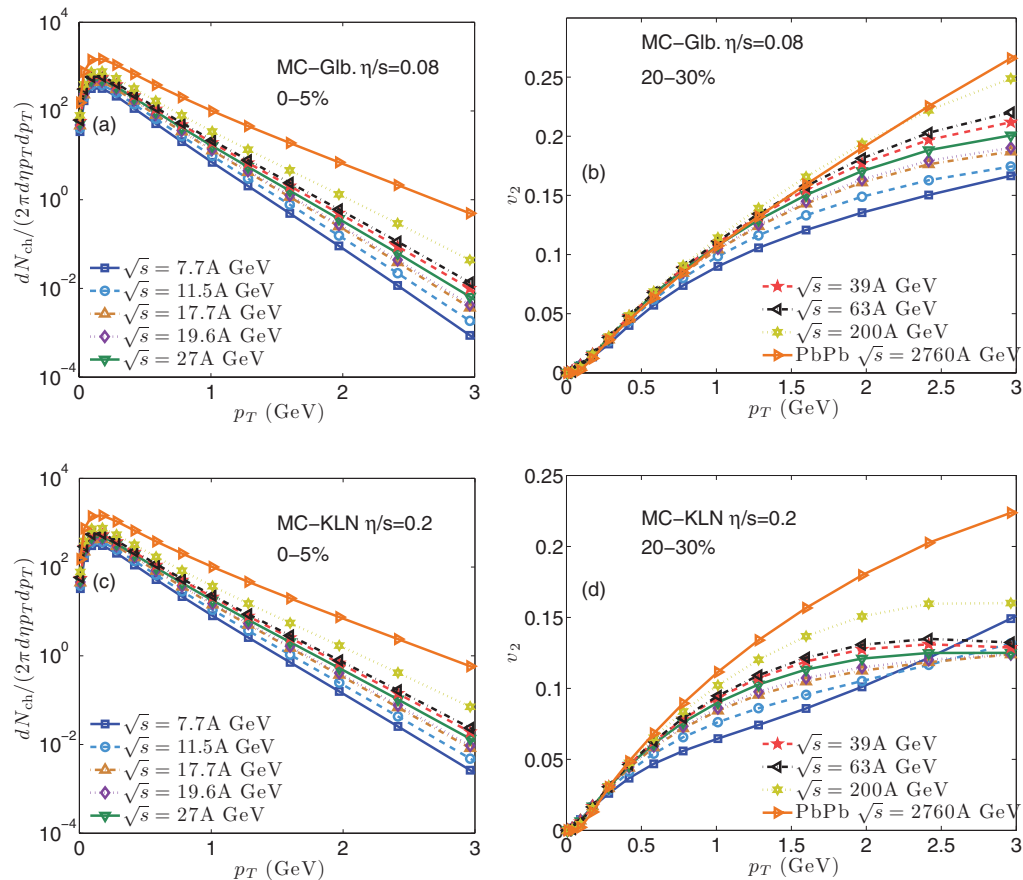 10^4
10^2
10^0
10^−2
10^−4
dN_ch/(2π dηp_T dp_T)
MC−Glb. η/s=0.08
0−5%
(a)
√s = 7.7A GeV
√s = 11.5A GeV
√s = 17.7A GeV
√s = 19.6A GeV
√s = 27A GeV
0 1 2 3
p_T (GeV)
0.25
0.2
0.15
0.1
0.05
0
v_2
MC−Glb. η/s=0.08
20−30%
(b)
√s = 39A GeV
√s = 63A GeV
√s = 200A GeV
PbPb √s = 2760A GeV
0 0.5 1 1.5 2 2.5 3
p_T (GeV)
10^4
10^2
10^0
10^−2
10^−4
dN_ch/(2π dηp_T dp_T)
MC−KLN η/s=0.2
0−5%
(c)
√s = 7.7A GeV
√s = 11.5A GeV
√s = 17.7A GeV
√s = 19.6A GeV
√s = 27A GeV
0 1 2 3
p_T (GeV)
0.25
0.2
0.15
0.1
0.05
0
v_2
MC−KLN η/s=0.2
20−30%
(d)
√s = 39A GeV
√s = 63A GeV
√s = 200A GeV
PbPb √s = 2760A GeV
0 0.5 1 1.5 2 2.5 3
p_T (GeV)